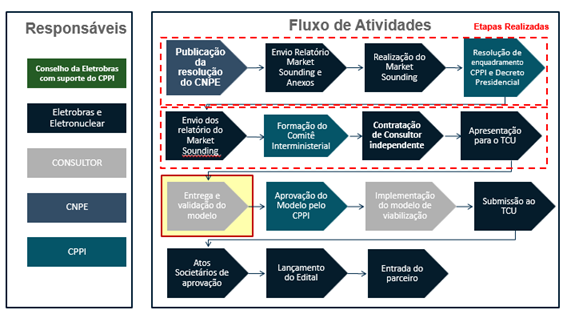 Responsáveis
Conselho da Eletrobras
com suporte do CPPI
Eletrobras e
Eletronuclear
CONSULTOR
CNPE
CPPI
Fluxo de Atividades
Etapas Realizadas
Publicação
da
resolução
do CNPE
Envio Relatório
Market
Sounding e
Anexos
Realização do
Market
Sounding
Resolução de
enquadramento
CPPI e Decreto
Presidencial
Envio dos
relatório do
Market
Sounding
Formação do
Comitê
Interministerial
Contratação
de Consultor
independente
Apresentação
para o TCU
Entrega e
validação do
modelo
Aprovação do
Modelo pelo
CPPI
Implementação
do modelo de
viabilização
Submissão ao
TCU
Atos
Societários de
aprovação
Lançamento
do Edital
Entrada do
parceiro